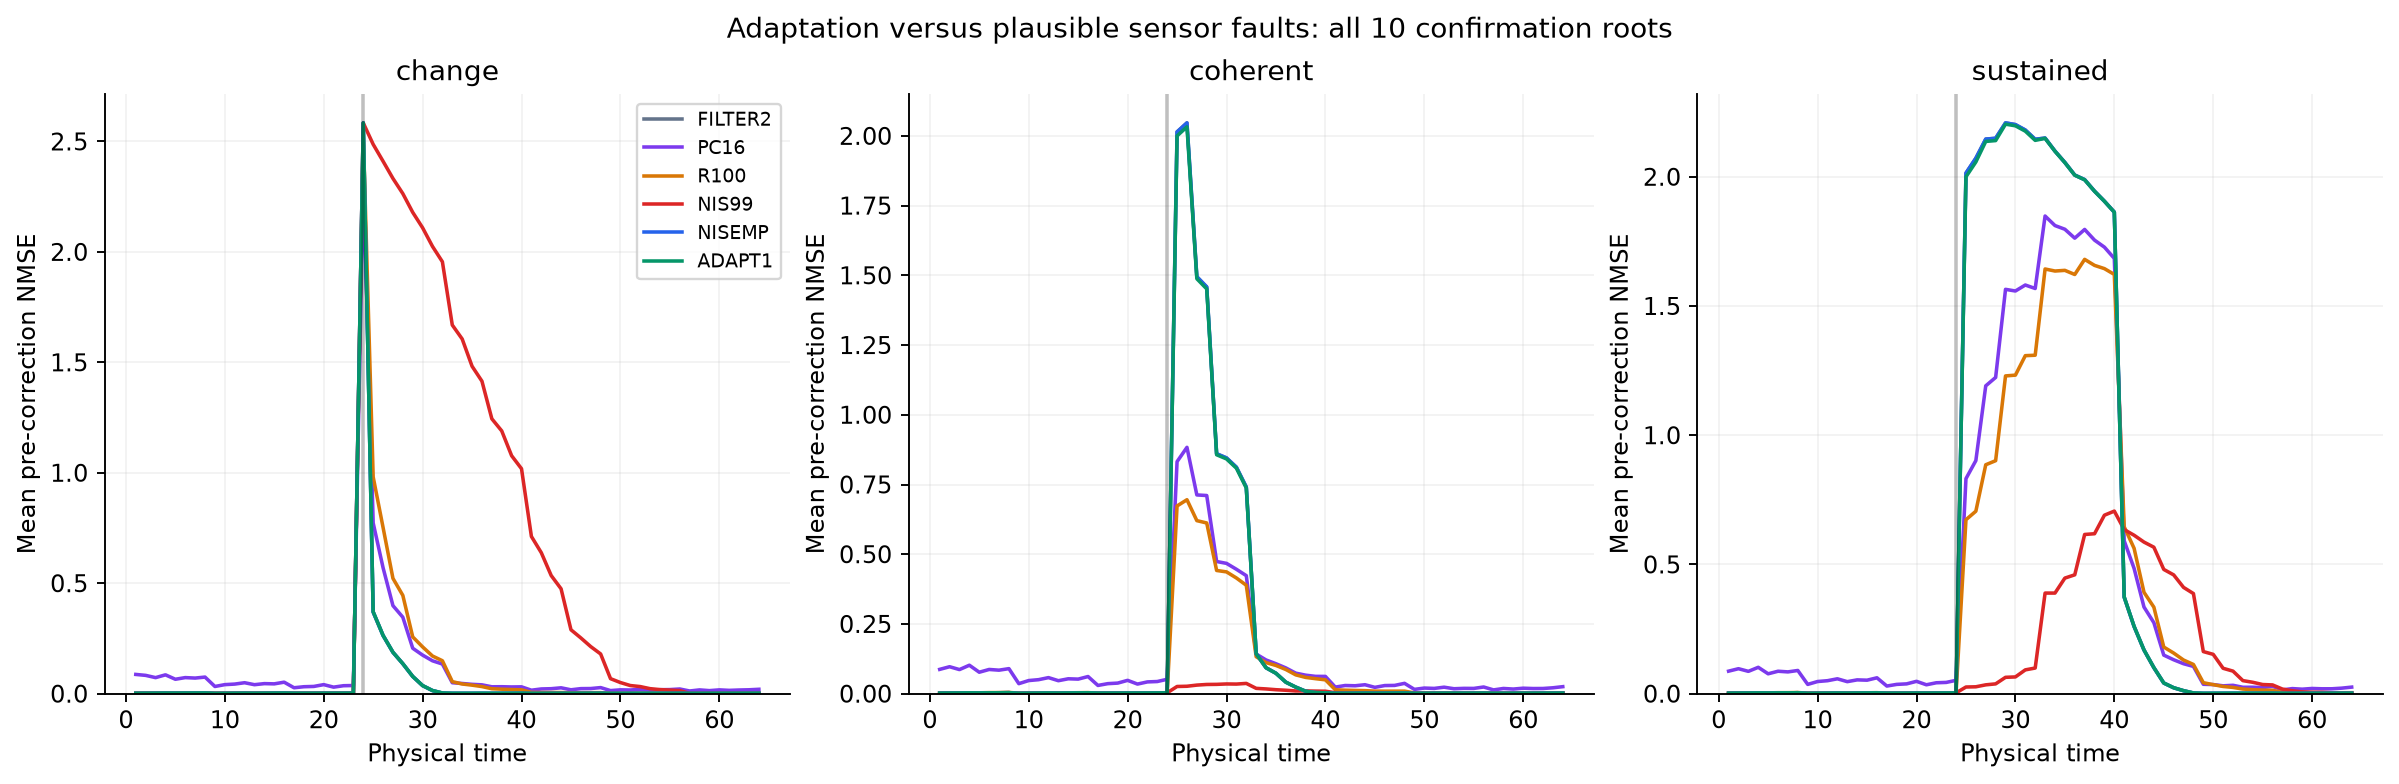 Adaptation versus plausible sensor faults: all 10 confirmation roots
change
Mean pre-correction NMSE
2.5
2.0
1.5
1.0
0.5
0.0
0 10 20 30 40 50 60
Physical time
FILTER2
PC16
R100
NIS99
NISEMP
ADAPT1
coherent
Mean pre-correction NMSE
2.00
1.75
1.50
1.25
1.00
0.75
0.50
0.25
0.00
0 10 20 30 40 50 60
Physical time
sustained
Mean pre-correction NMSE
2.0
1.5
1.0
0.5
0.0
0 10 20 30 40 50 60
Physical time